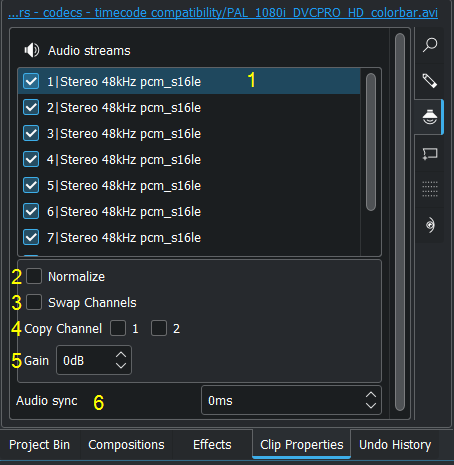 ...rs - codecs - timecode compatibility/PAL_1080i_DVCPRO_HD_colorbar.avi
Audio streams
1|Stereo 48kHz pcm_s16le 1
2|Stereo 48kHz pcm_s16le
3|Stereo 48kHz pcm_s16le
4|Stereo 48kHz pcm_s16le
5|Stereo 48kHz pcm_s16le
6|Stereo 48kHz pcm_s16le
7|Stereo 48kHz pcm_s16le
2 Normalize
3 Swap Channels
4 Copy Channel 1 2
5 Gain 0dB
Audio sync 6 0ms
Project Bin Compositions Effects Clip Properties Undo History